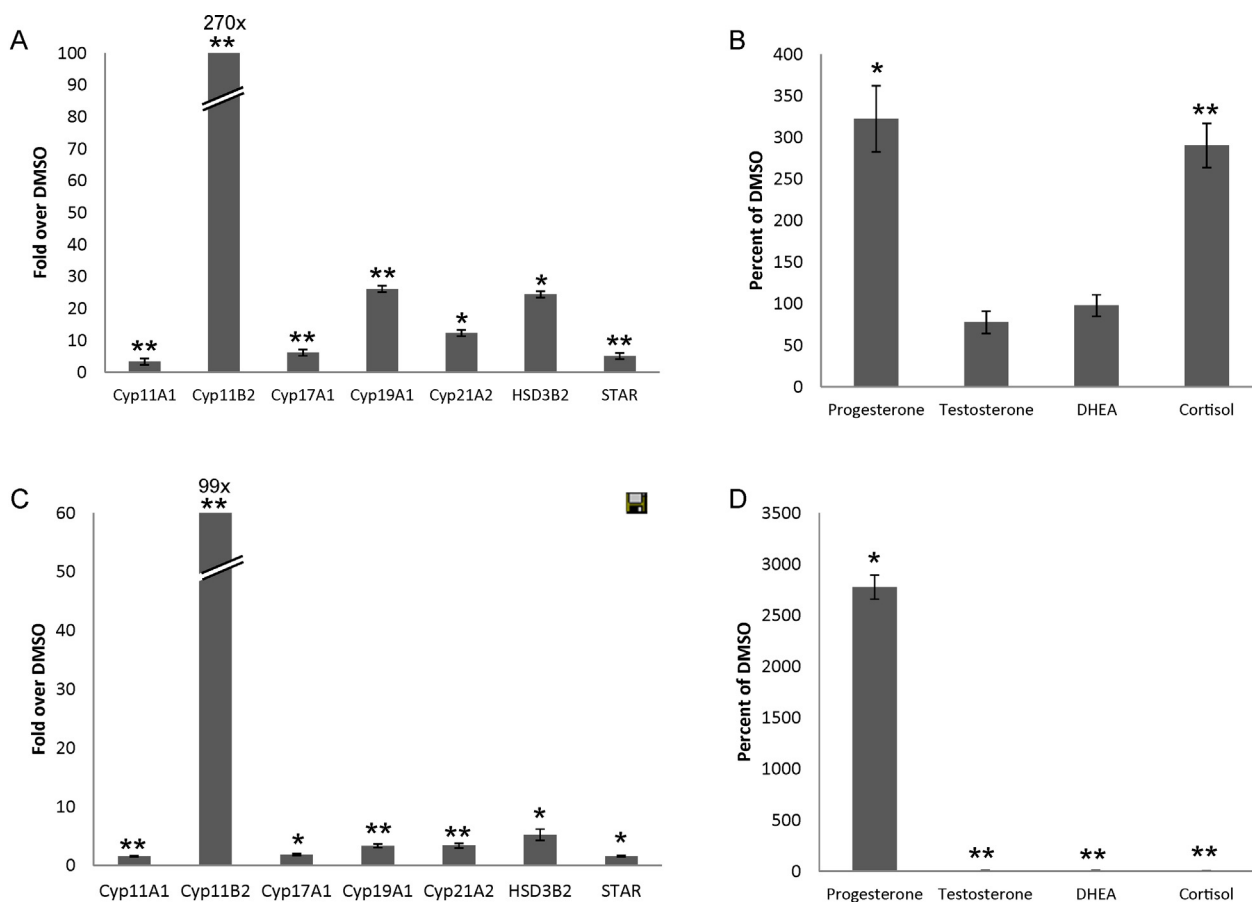 A
270x
**
Fold over DMSO
100
90
80
70
60
50
40
30
20
10
0
** ** ** * * **
Cyp11A1 Cyp11B2 Cyp17A1 Cyp19A1 Cyp21A2 HSD3B2 STAR
B
Percent of DMSO
400
350
300
250
200
150
100
50
0
* **
Progesterone Testosterone DHEA Cortisol
C
99x
**
Fold over DMSO
60
50
40
30
20
10
0
** * ** ** * *
Cyp11A1 Cyp11B2 Cyp17A1 Cyp19A1 Cyp21A2 HSD3B2 STAR
D
Percent of DMSO
3500
3000
2500
2000
1500
1000
500
0
* ** ** **
Progesterone Testosterone DHEA Cortisol